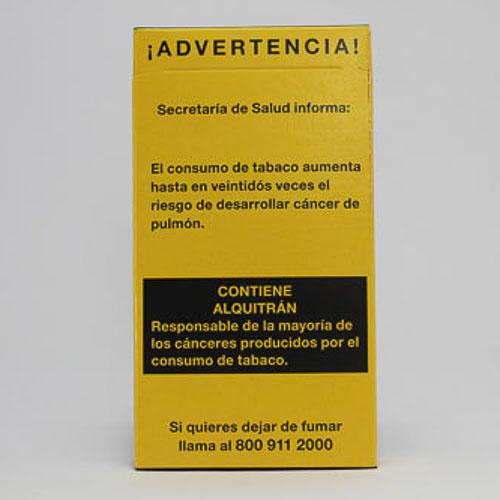 ¡ADVERTENCIA!
Secretaría de Salud informa:
El consumo de tabaco aumenta
hasta en veintidós veces el
riesgo de desarrollar cáncer de
pulmón.
CONTIENE
ALQUITRÁN
Responsable de la mayoría de
los cánceres producidos por el
consumo de tabaco.
Si quieres dejar de fumar
llama al 800 911 2000